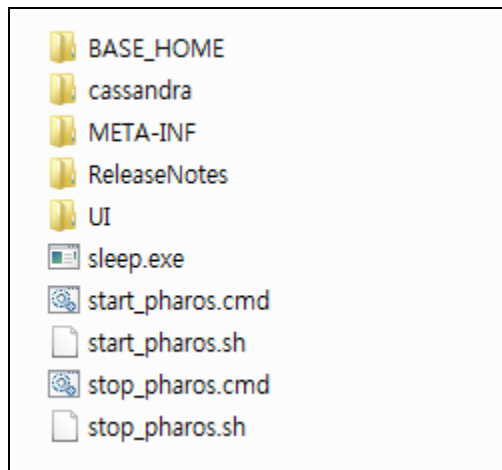 BASE_HOME
cassandra
META-INF
ReleaseNotes
UI
sleep.exe
start_pharos.cmd
start_pharos.sh
stop_pharos.cmd
stop_pharos.sh